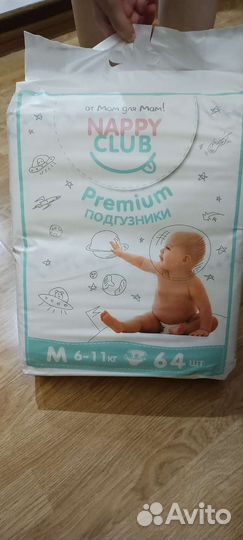 от Мам для Мам!
NAPPY
CLUB
Premium
ПОДГУЗНИКИ
M 6-11кг 64 шт
Avito